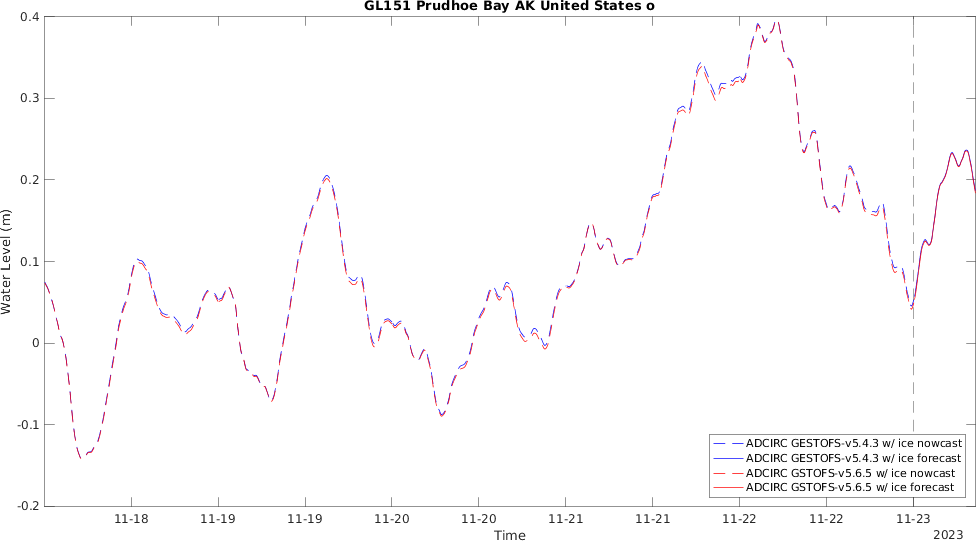 GL151 Prudhoe Bay AK United States o
0.4
0.3
0.2
0.1
0
-0.1
-0.2
Water Level (m)
ADCIRC GESTOFS-v5.4.3 w/ ice nowcast
ADCIRC GESTOFS-v5.4.3 w/ ice forecast
ADCIRC GSTOFS-v5.6.5 w/ ice nowcast
ADCIRC GSTOFS-v5.6.5 w/ ice forecast
11-18 11-19 11-19 11-20 11-20 11-21 11-21 11-22 11-22 11-23
Time
2023